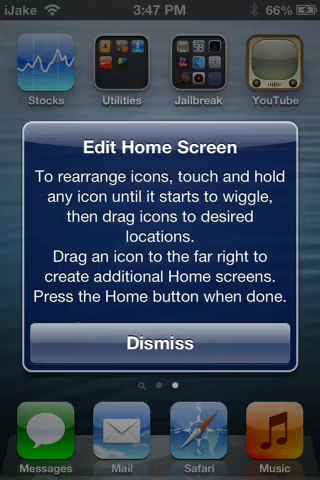 iJake 3:47 PM 66%
Stocks Utilities Jailbreak YouTube
Edit Home Screen
To rearrange icons, touch and hold
any icon until it starts to wiggle,
then drag icons to desired
locations.
Drag an icon to the far right to
create additional Home screens.
Press the Home button when done.
Dismiss
Messages Mail Safari Music